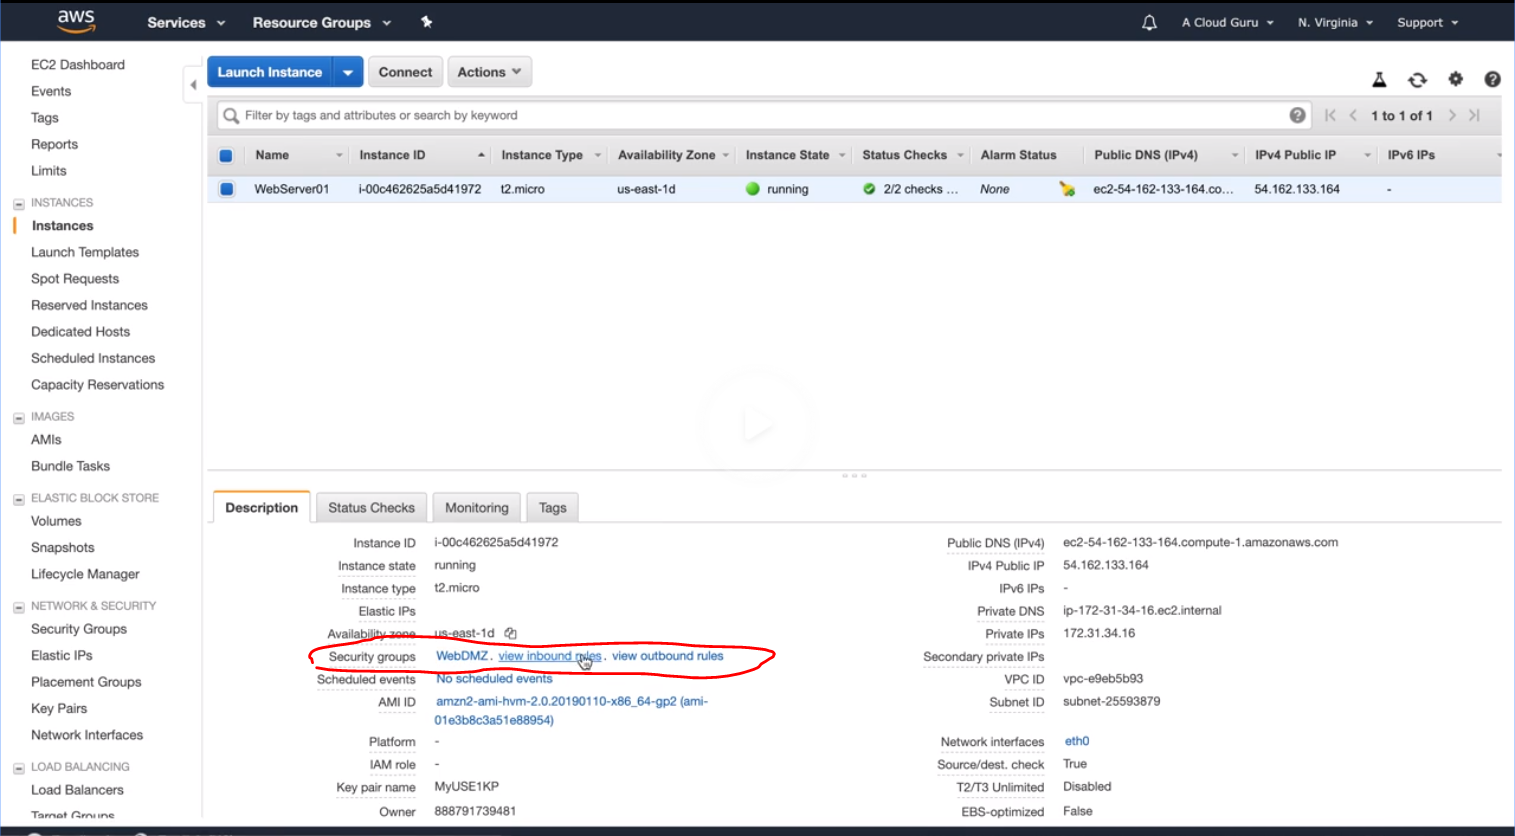 aws Services Resource Groups A Cloud Guru N. Virginia Support
EC2 Dashboard
Events
Tags
Reports
Limits
INSTANCES
Instances
Launch Templates
Spot Requests
Reserved Instances
Dedicated Hosts
Scheduled Instances
Capacity Reservations
IMAGES
AMIs
Bundle Tasks
ELASTIC BLOCK STORE
Volumes
Snapshots
Lifecycle Manager
NETWORK & SECURITY
Security Groups
Elastic IPs
Placement Groups
Key Pairs
Network Interfaces
LOAD BALANCING
Load Balancers
Target Groups
Launch Instance Connect Actions
Filter by tags and attributes or search by keyword 1 to 1 of 1
Name Instance ID Instance Type Availability Zone Instance State Status Checks Alarm Status Public DNS (IPv4) IPv4 Public IP IPv6 IPs
WebServer01 i-00c462625a5d41972 t2.micro us-east-1d running 2/2 checks ... None ec2-54-162-133-164.co... 54.162.133.164 -
Description Status Checks Monitoring Tags
Instance ID i-00c462625a5d41972
Instance state running
Instance type t2.micro
Elastic IPs
Availability zone us-east-1d
Security groups WebDMZ. view inbound rules. view outbound rules
Scheduled events No scheduled events
AMI ID amzn2-ami-hvm-2.0.20190110-x86_64-gp2 (ami-
01e3b8c3a51e88954)
Platform -
IAM role -
Key pair name MyUSE1KP
Owner 888791739481
Public DNS (IPv4) ec2-54-162-133-164.compute-1.amazonaws.com
IPv4 Public IP 54.162.133.164
IPv6 IPs -
Private DNS ip-172-31-34-16.ec2.internal
Private IPs 172.31.34.16
Secondary private IPs
VPC ID vpc-e9eb5b93
Subnet ID subnet-25593879
Network interfaces eth0
Source/dest. check True
T2/T3 Unlimited Disabled
EBS-optimized False